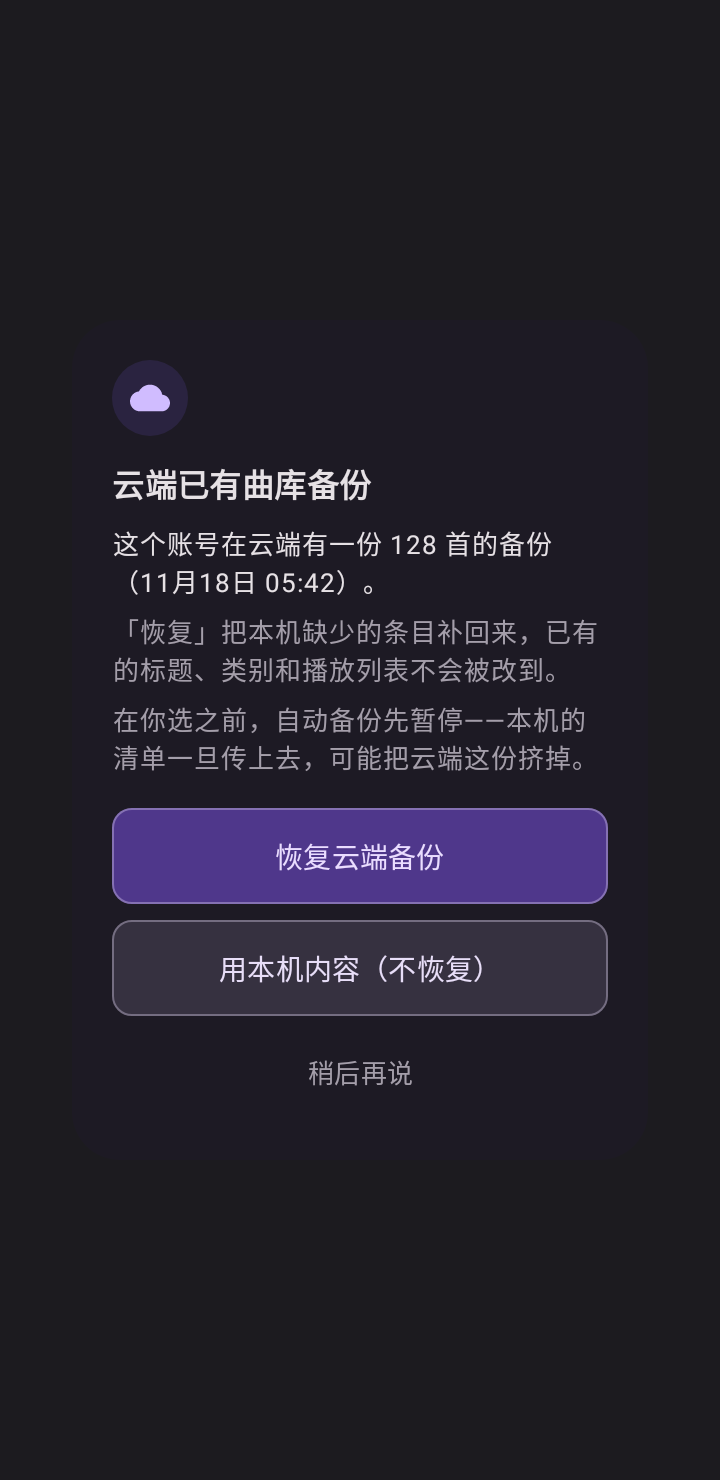 云端已有曲库备份
这个账号在云端有一份 128 首的备份
（11月18日 05:42）。
「恢复」把本机缺少的条目补回来，已有
的标题、类别和播放列表不会被改到。
在你选之前，自动备份先暂停——本机的
清单一旦传上去，可能把云端这份挤掉。
恢复云端备份
用本机内容（不恢复）
稍后再说